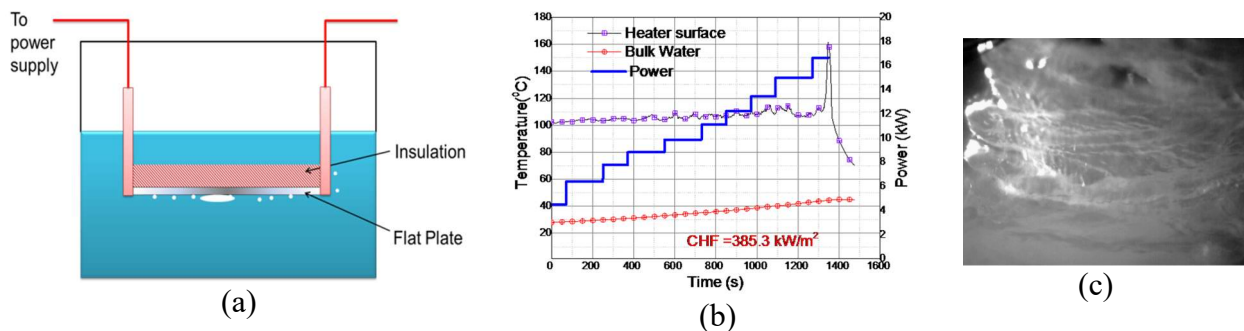 To
power
supply
Insulation
Flat Plate
(a)
180
160
140
120
100
80
60
40
20
0 200 400 600 800 1000 1200 1400 1600
Temperature(⁰C)
Time (s)
20
18
16
14
12
10
8
6
4
2
0
Power (kW)
Heater surface
Bulk Water
Power
CHF =385.3 kW/m²
(b)
(c)